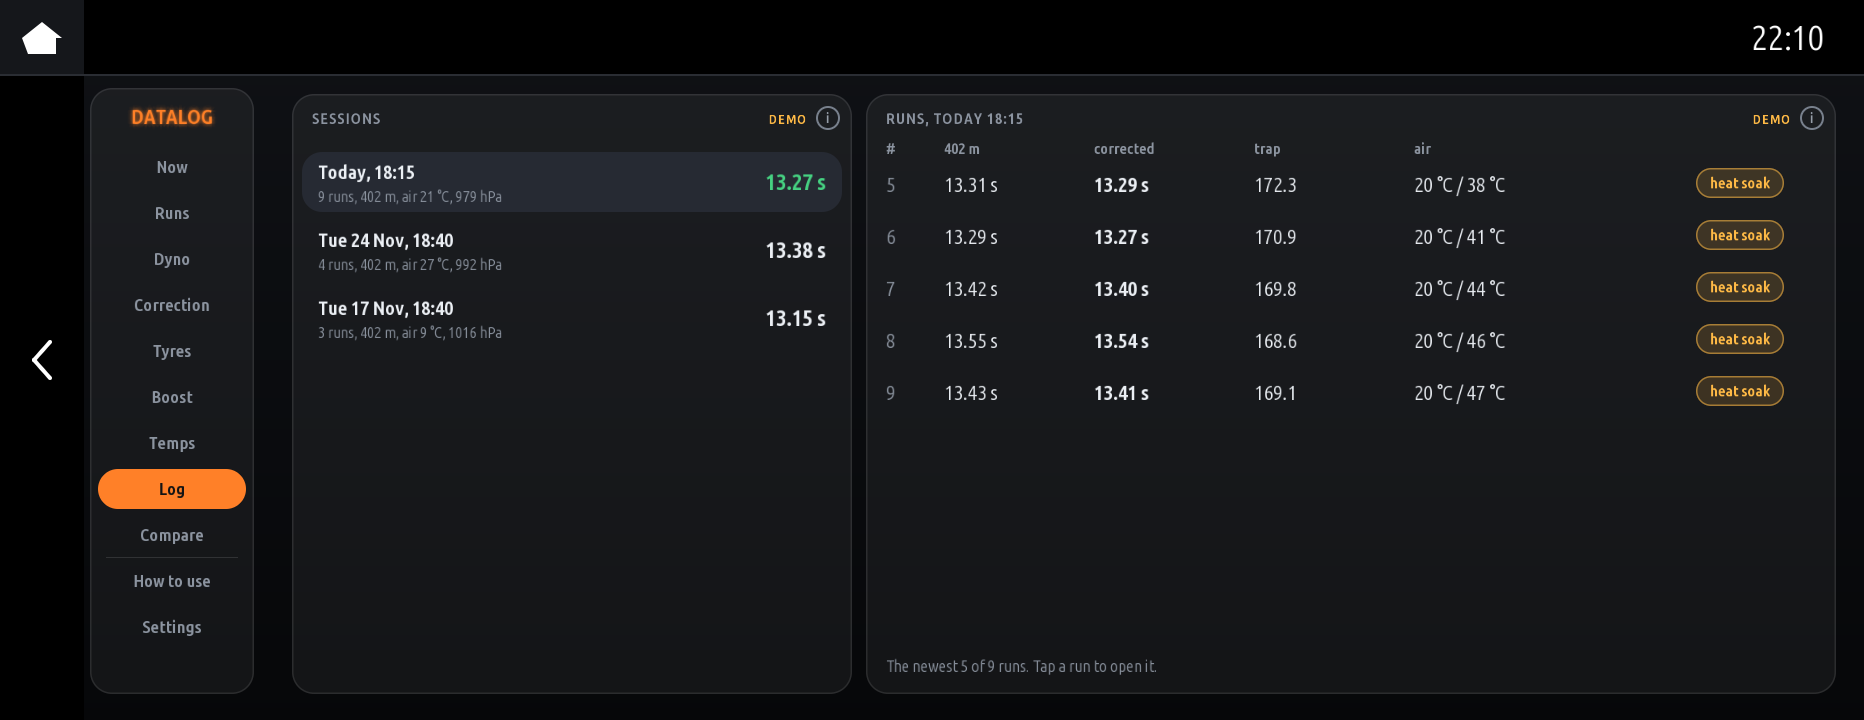 22:10
DATALOG
Now
Runs
Dyno
Correction
Tyres
Boost
Temps
Log
Compare
How to use
Settings
SESSIONS
DEMO
i
Today, 18:15
13.27 s
9 runs, 402 m, air 21 °C, 979 hPa
Tue 24 Nov, 18:40
13.38 s
4 runs, 402 m, air 27 °C, 992 hPa
Tue 17 Nov, 18:40
13.15 s
3 runs, 402 m, air 9 °C, 1016 hPa
RUNS, TODAY 18:15
DEMO
i
# 402 m corrected trap air
5 13.31 s 13.29 s 172.3 20 °C / 38 °C heat soak
6 13.29 s 13.27 s 170.9 20 °C / 41 °C heat soak
7 13.42 s 13.40 s 169.8 20 °C / 44 °C heat soak
8 13.55 s 13.54 s 168.6 20 °C / 46 °C heat soak
9 13.43 s 13.41 s 169.1 20 °C / 47 °C heat soak
The newest 5 of 9 runs. Tap a run to open it.